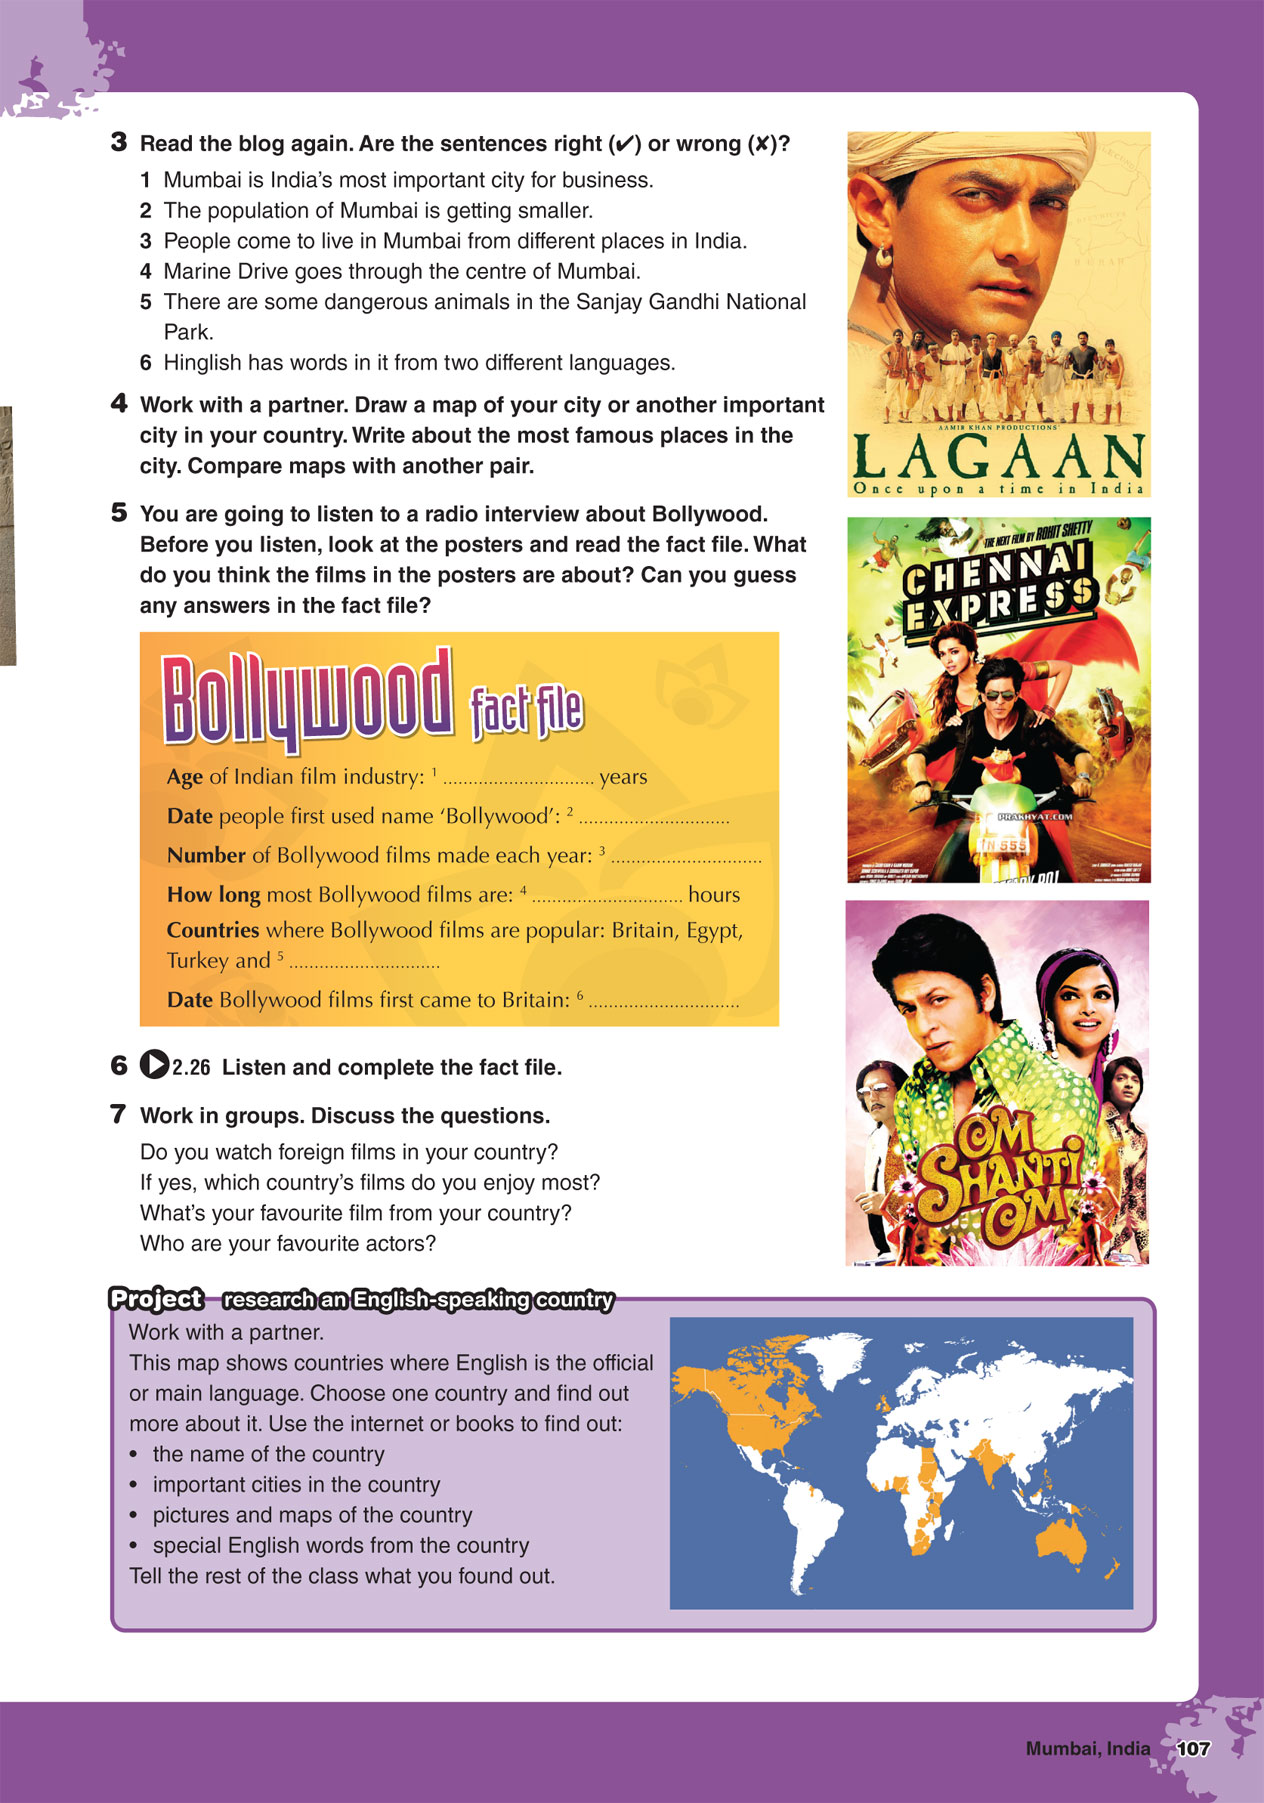 3 Read the blog again. Are the sentences right (✔) or wrong (✘)?
1 Mumbai is India's most important city for business.
2 The population of Mumbai is getting smaller.
3 People come to live in Mumbai from different places in India.
4 Marine Drive goes through the centre of Mumbai.
5 There are some dangerous animals in the Sanjay Gandhi National
Park.
6 Hinglish has words in it from two different languages.
4 Work with a partner. Draw a map of your city or another important
city in your country. Write about the most famous places in the
city. Compare maps with another pair.
5 You are going to listen to a radio interview about Bollywood.
Before you listen, look at the posters and read the fact file. What
do you think the films in the posters are about? Can you guess
any answers in the fact file?
Bollywood fact file
Age of Indian film industry: 1 .............................. years
Date people first used name ‘Bollywood’: 2 ..............................
Number of Bollywood films made each year: 3 ..............................
How long most Bollywood films are: 4 .............................. hours
Countries where Bollywood films are popular: Britain, Egypt,
Turkey and 5 ..............................
Date Bollywood films first came to Britain: 6 ..............................
6 2.26 Listen and complete the fact file.
7 Work in groups. Discuss the questions.
Do you watch foreign films in your country?
If yes, which country's films do you enjoy most?
What's your favourite film from your country?
Who are your favourite actors?
AAMIR KHAN PRODUCTIONS'
LAGAAN
Once upon a time in India
THE NEXT FILM BY ROHIT SHETTY
CHENNAI
EXPRESS
PRAKHYAT.COM
OM
SHANTI
OM
Project research an English-speaking country
Work with a partner.
This map shows countries where English is the official
or main language. Choose one country and find out
more about it. Use the internet or books to find out:
• the name of the country
• important cities in the country
• pictures and maps of the country
• special English words from the country
Tell the rest of the class what you found out.
Mumbai, India 107